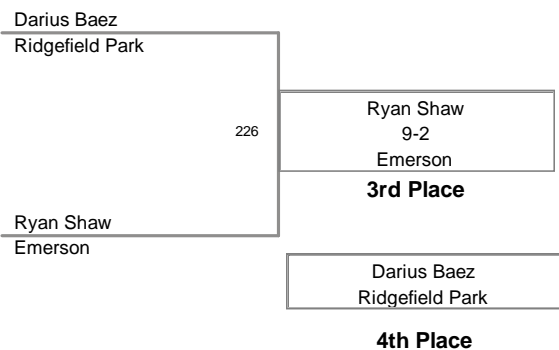 Darius Baez
Ridgefield Park
226
Ryan Shaw
9-2
Emerson
3rd Place
Ryan Shaw
Emerson
Darius Baez
Ridgefield Park
4th Place